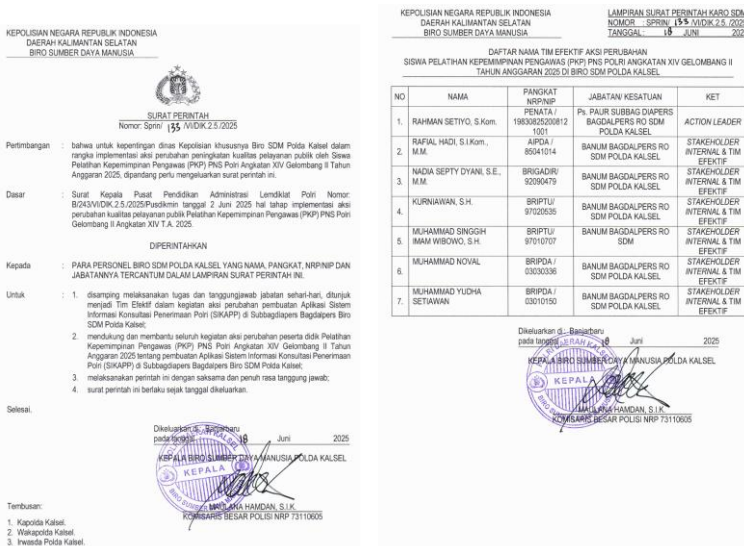 KEPOLISIAN NEGARA REPUBLIK INDONESIA
DAERAH KALIMANTAN SELATAN
BIRO SUMBER DAYA MANUSIA
SURAT PERINTAH
Nomor: Sprin/ 133 /VI/DIK.2.5./2025
Pertimbangan : bahwa untuk kepentingan dinas Kepolisian khususnya Biro SDM Polda Kalsel dalam
rangka implementasi aksi perubahan peningkatan kualitas pelayanan publik oleh Siswa
Pelatihan Kepemimpinan Pengawas (PKP) PNS Polri Angkatan XIV Gelombang II Tahun
Anggaran 2025, dipandang perlu mengeluarkan surat perintah ini.
Dasar : Surat Kepala Pusat Pendidikan Administrasi Lemdiklat Polri Nomor:
B/243/VI/DIK.2.5./2025/Pusdikmin tanggal 2 Juni 2025 hal tahap implementasi aksi
perubahan kualitas pelayanan publik Pelatihan Kepemimpinan Pengawas (PKP) PNS Polri
Gelombang II Angkatan XIV T.A. 2025.
DIPERINTAHKAN
Kepada : PARA PERSONEL BIRO SDM POLDA KALSEL YANG NAMA, PANGKAT, NRP/NIP DAN
JABATANNYA TERCANTUM DALAM LAMPIRAN SURAT PERINTAH INI.
Untuk : 1. disamping melaksanakan tugas dan tanggungjawab jabatan sehari-hari, ditunjuk
menjadi Tim Efektif dalam kegiatan aksi perubahan pembuatan Aplikasi Sistem
Informasi Konsultasi Penerimaan Polri (SIKAPP) di Subbagdiapers Bagdalpers Biro
SDM Polda Kalsel;
2. mendukung dan membantu seluruh kegiatan aksi perubahan peserta didik Pelatihan
Kepemimpinan Pengawas (PKP) PNS Polri Angkatan XIV Gelombang II Tahun
Anggaran 2025 tentang pembuatan Aplikasi Sistem Informasi Konsultasi Penerimaan
Polri (SIKAPP) di Subbagdiapers Bagdalpers Biro SDM Polda Kalsel;
3. melaksanakan perintah ini dengan saksama dan penuh rasa tanggung jawab;
4. surat perintah ini berlaku sejak tanggal dikeluarkan.
Selesai.
Dikeluarkan di: Banjarbaru
pada tanggal 18 Juni 2025
KEPALA BIRO SUMBER DAYA MANUSIA POLDA KALSEL
KEPALA
MAULANA HAMDAN, S.I.K.
KOMISARIS BESAR POLISI NRP 73110605
Tembusan:
1. Kapolda Kalsel.
2. Wakapolda Kalsel.
3. Irwasda Polda Kalsel.
KEPOLISIAN NEGARA REPUBLIK INDONESIA
DAERAH KALIMANTAN SELATAN
BIRO SUMBER DAYA MANUSIA
LAMPIRAN SURAT PERINTAH KARO SDM
NOMOR : SPRIN/ 133 /VI/DIK.2.5. /2025
TANGGAL: 18 JUNI 202
DAFTAR NAMA TIM EFEKTIF AKSI PERUBAHAN
SISWA PELATIHAN KEPEMIMPINAN PENGAWAS (PKP) PNS POLRI ANGKATAN XIV GELOMBANG II
TAHUN ANGGARAN 2025 DI BIRO SDM POLDA KALSEL
NO NAMA PANGKAT NRP/NIP JABATAN/ KESATUAN KET
1. RAHMAN SETIYO, S.Kom. PENATA / 19830825200812 1001 Ps. PAUR SUBBAG DIAPERS BAGDALPERS RO SDM POLDA KALSEL ACTION LEADER
2. RAFIAL HADI, S.I.Kom., M.M. AIPDA / 85041014 BANUM BAGDALPERS RO SDM POLDA KALSEL STAKEHOLDER INTERNAL & TIM EFEKTIF
3. NADIA SEPTY DYANI, S.E., M.M. BRIGADIR/ 92090479 BANUM BAGDALPERS RO SDM POLDA KALSEL STAKEHOLDER INTERNAL & TIM EFEKTIF
4. KURNIAWAN, S.H. BRIPTU/ 97020535 BANUM BAGDALPERS RO SDM POLDA KALSEL STAKEHOLDER INTERNAL & TIM EFEKTIF
5. MUHAMMAD SINGGIH IMAM WIBOWO, S.H. BRIPTU/ 97010707 BANUM BAGDALPERS RO SDM STAKEHOLDER INTERNAL & TIM EFEKTIF
6. MUHAMMAD NOVAL BRIPDA / 03030336 BANUM BAGDALPERS RO SDM POLDA KALSEL STAKEHOLDER INTERNAL & TIM EFEKTIF
7. MUHAMMAD YUDHA SETIAWAN BRIPDA / 03010150 BANUM BAGDALPERS RO SDM POLDA KALSEL STAKEHOLDER INTERNAL & TIM EFEKTIF
Dikeluarkan di: Banjarbaru
pada tanggal 18 Juni 2025
KEPALA BIRO SUMBER DAYA MANUSIA POLDA KALSEL
KEPALA
MAULANA HAMDAN, S.I.K.
KOMISARIS BESAR POLISI NRP 73110605